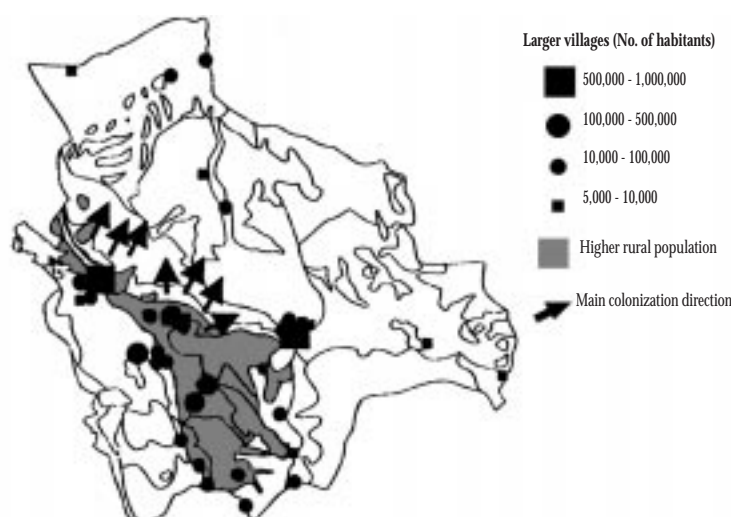 Larger villages (No. of habitants)
500,000 - 1,000,000
100,000 - 500,000
10,000 - 100,000
5,000 - 10,000
Higher rural population
Main colonization direction